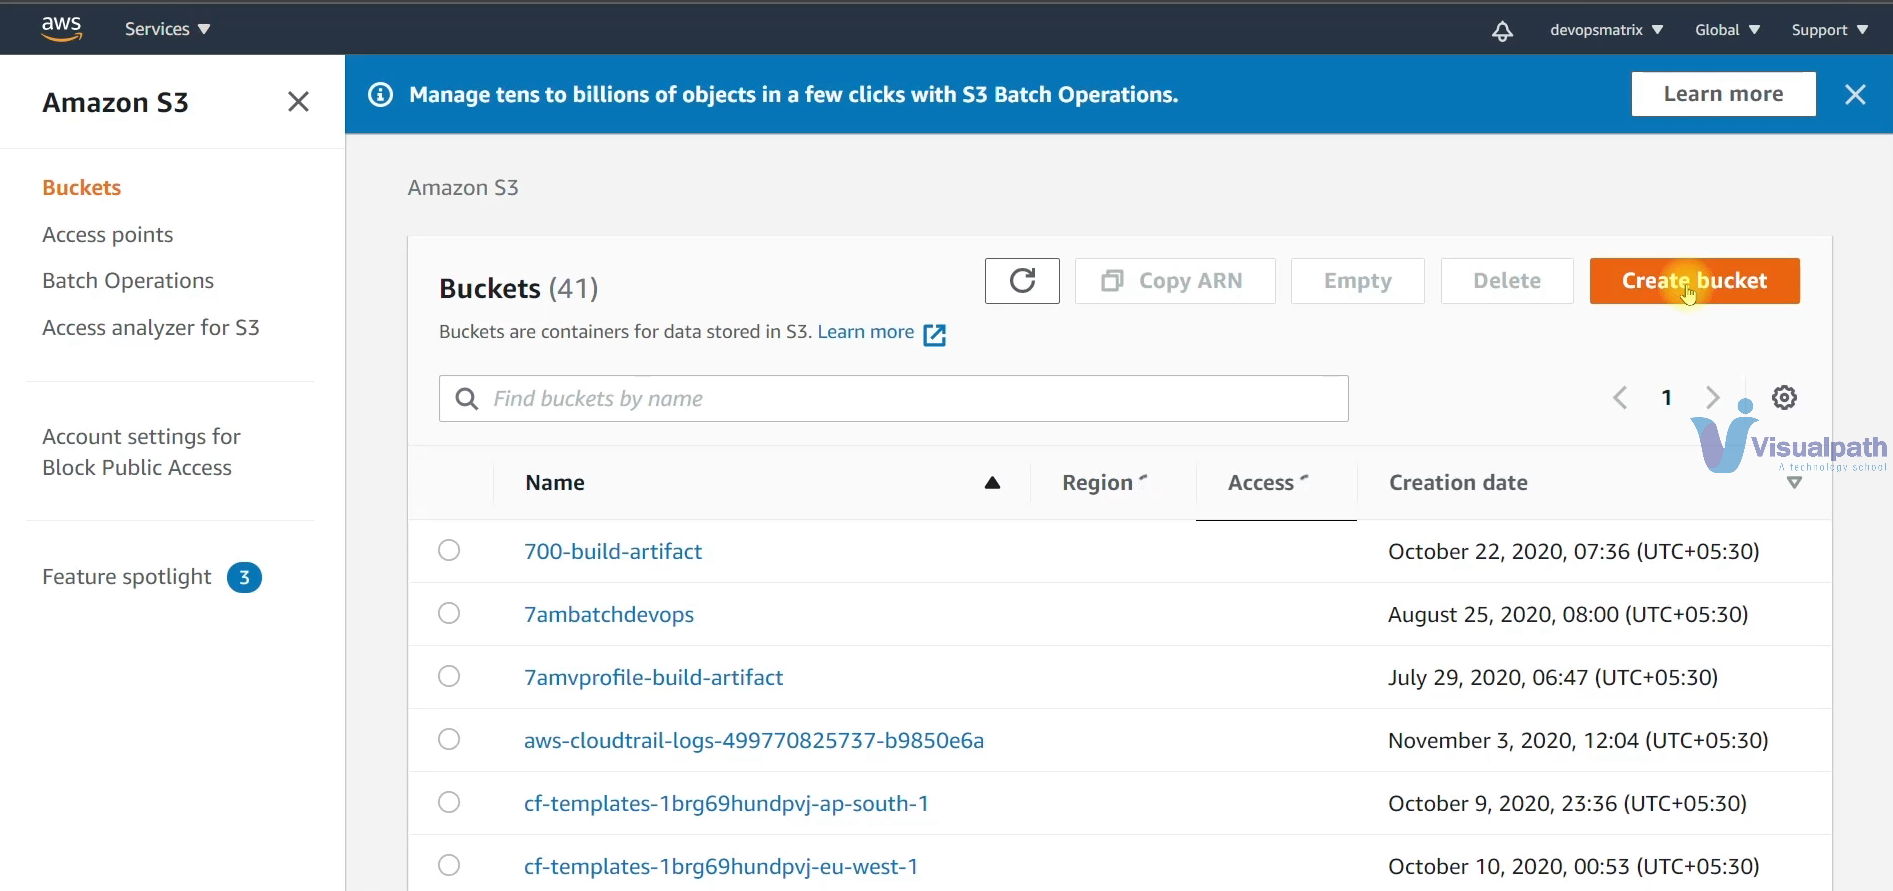 aws
Services
devopsmatrix
Global
Support
Amazon S3
Manage tens to billions of objects in a few clicks with S3 Batch Operations.
Learn more
Buckets
Access points
Batch Operations
Access analyzer for S3
Account settings for
Block Public Access
Feature spotlight 3
Amazon S3
Buckets (41)
Copy ARN
Empty
Delete
Create bucket
Buckets are containers for data stored in S3. Learn more
Find buckets by name
1
Visualpath
A technology school
Name
Region
Access
Creation date
700-build-artifact
October 22, 2020, 07:36 (UTC+05:30)
7ambatchdevops
August 25, 2020, 08:00 (UTC+05:30)
7amvprofile-build-artifact
July 29, 2020, 06:47 (UTC+05:30)
aws-cloudtrail-logs-499770825737-b9850e6a
November 3, 2020, 12:04 (UTC+05:30)
cf-templates-1brg69hundpvj-ap-south-1
October 9, 2020, 23:36 (UTC+05:30)
cf-templates-1brg69hundpvj-eu-west-1
October 10, 2020, 00:53 (UTC+05:30)